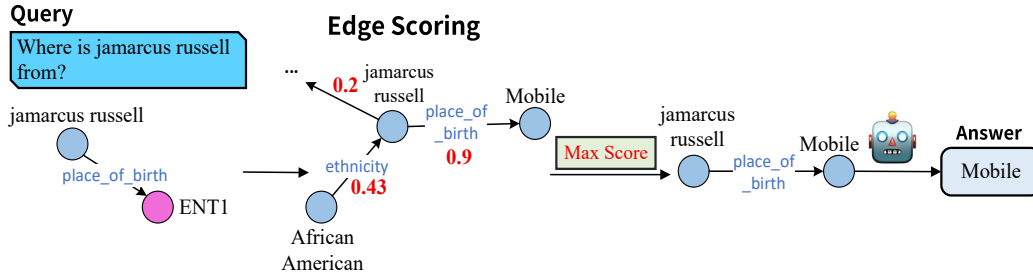 Query
Where is jamarcus russell
from?
jamarcus russell
place_of_birth
ENT1
Edge Scoring
...
0.2
jamarcus
russell
place_of
_birth
0.9
Mobile
ethnicity
0.43
African
American
Max Score
jamarcus
russell
place_of
_birth
Mobile
Answer
Mobile